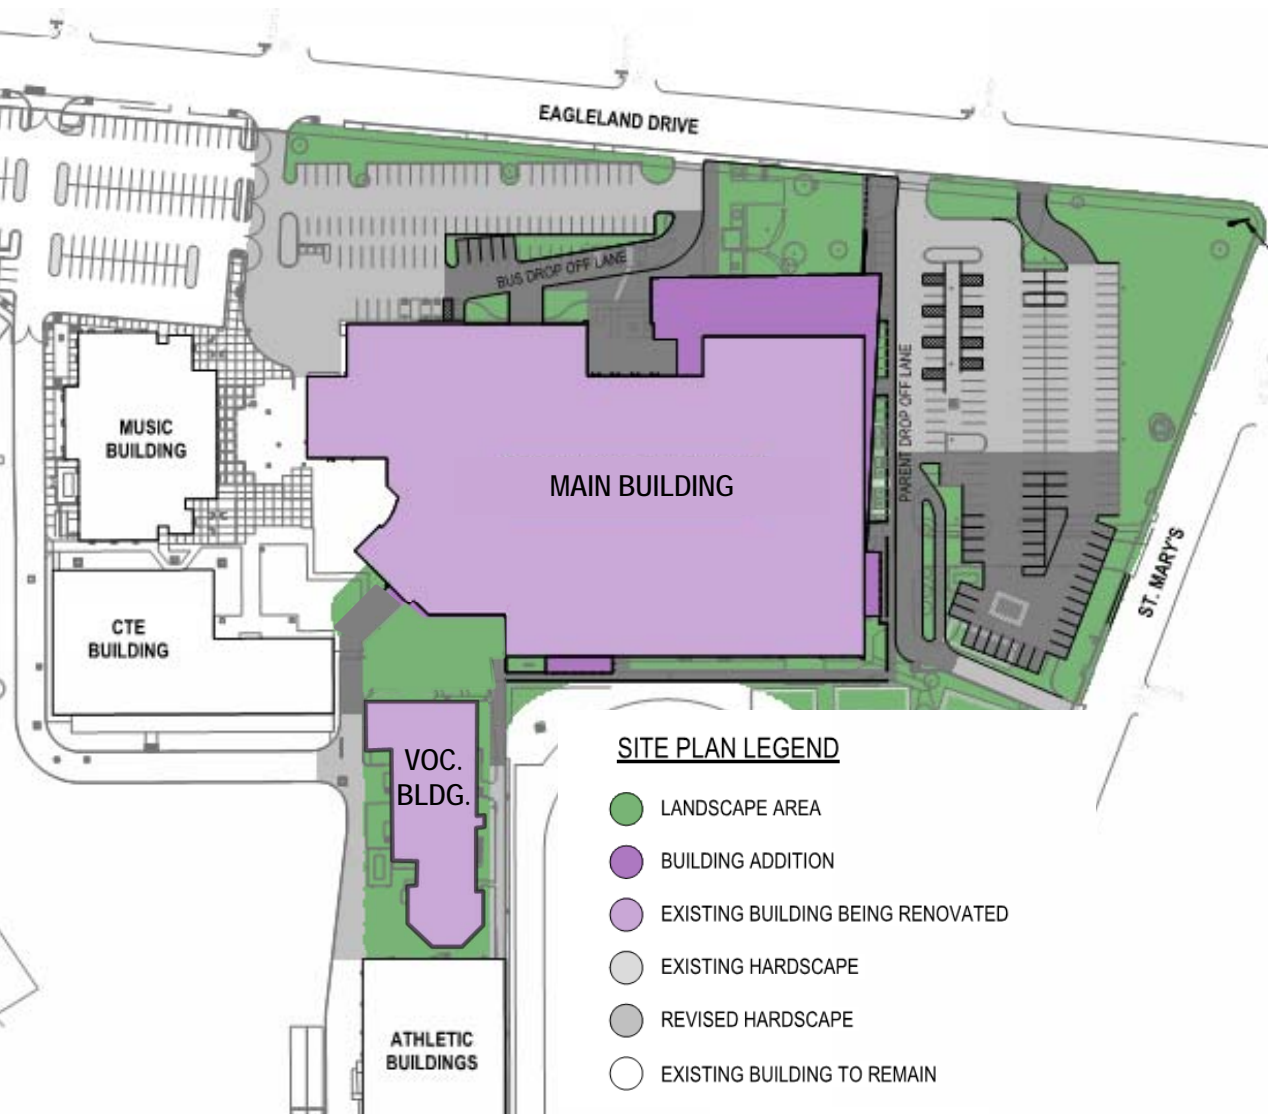 EAGLELAND DRIVE
BUS DROP OFF LANE
PARENT DROP OFF LANE
MUSIC
BUILDING
MAIN BUILDING
ST. MARY'S
CTE
BUILDING
VOC.
BLDG.
ATHLETIC
BUILDINGS
SITE PLAN LEGEND
LANDSCAPE AREA
BUILDING ADDITION
EXISTING BUILDING BEING RENOVATED
EXISTING HARDSCAPE
REVISED HARDSCAPE
EXISTING BUILDING TO REMAIN